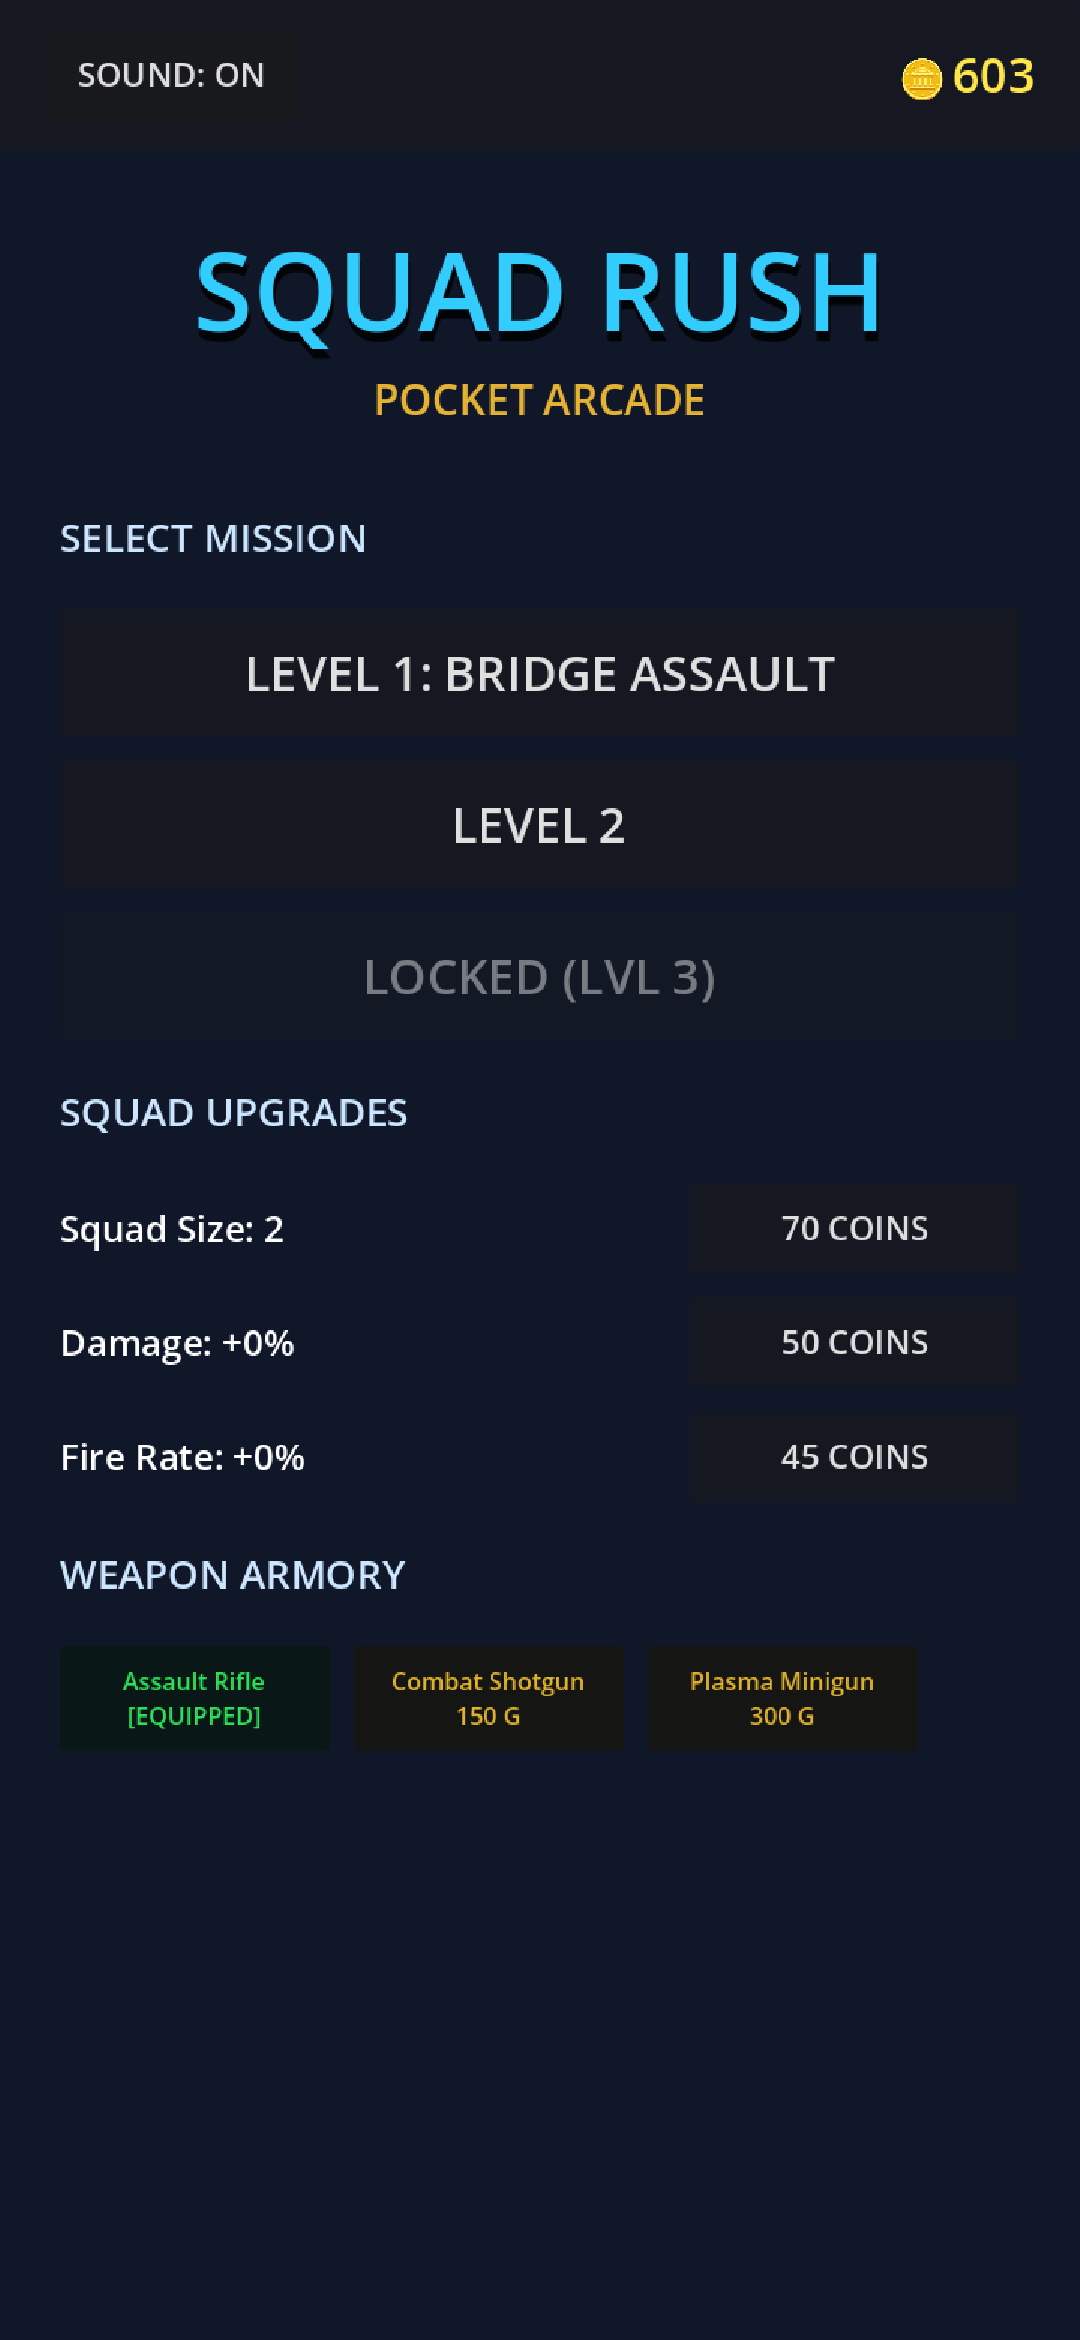 SOUND: ON
603
SQUAD RUSH
POCKET ARCADE
SELECT MISSION
LEVEL 1: BRIDGE ASSAULT
LEVEL 2
LOCKED (LVL 3)
SQUAD UPGRADES
Squad Size: 2
70 COINS
Damage: +0%
50 COINS
Fire Rate: +0%
45 COINS
WEAPON ARMORY
Assault Rifle
[EQUIPPED]
Combat Shotgun
150 G
Plasma Minigun
300 G